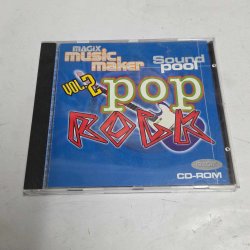 MAGIX
music
maker
Sound
pool
VOL.2
pop
ROCK
CD-ROM